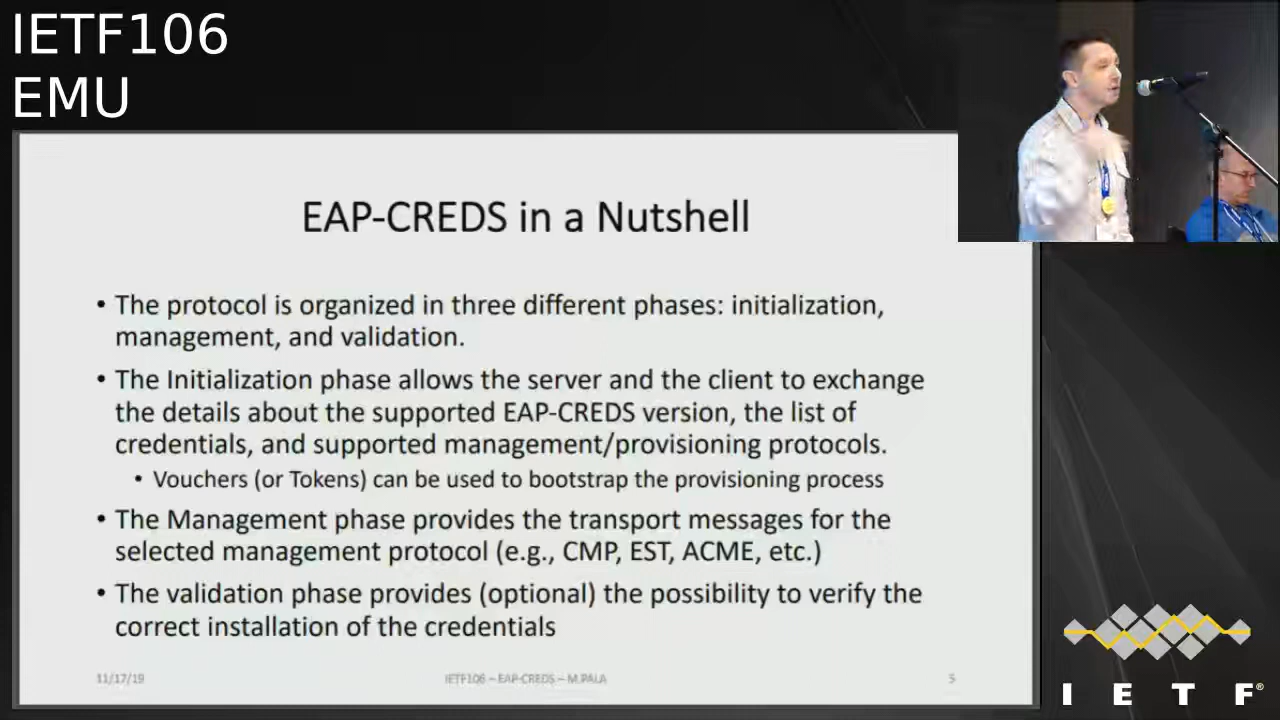 IETF106
EMU
EAP-CREDS in a Nutshell
• The protocol is organized in three different phases: initialization,
management, and validation.
• The Initialization phase allows the server and the client to exchange
the details about the supported EAP-CREDS version, the list of
credentials, and supported management/provisioning protocols.
• Vouchers (or Tokens) can be used to bootstrap the provisioning process
• The Management phase provides the transport messages for the
selected management protocol (e.g., CMP, EST, ACME, etc.)
• The validation phase provides (optional) the possibility to verify the
correct installation of the credentials
11/17/19
IETF106 – EAP-CREDS – M.PALA
5
I E T F®